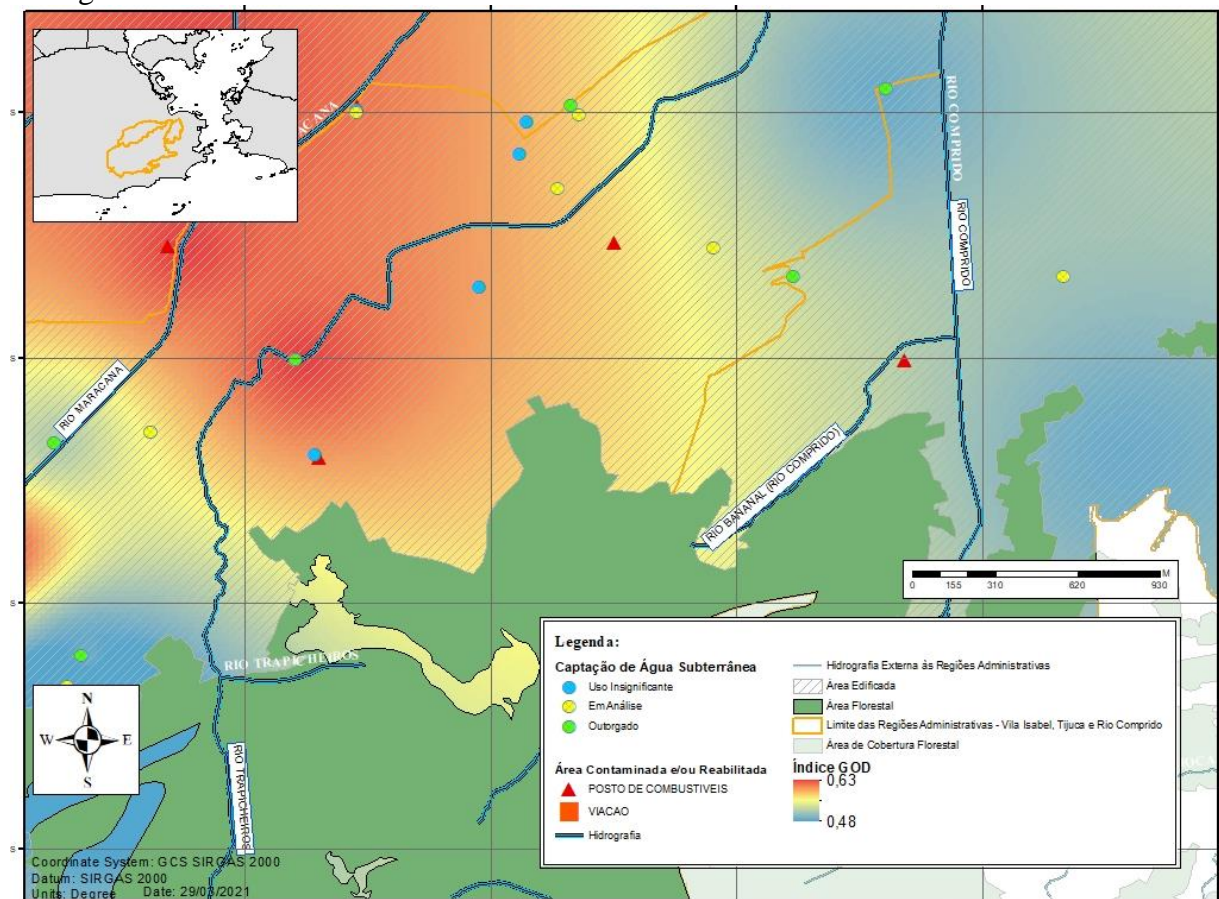 ACANA
RIO COMPRIDO
RIO COMPRIDO
RIO MARACANA
RIO BANANAL (RIO COMPRIDO)
0 155 310 620 930 M
RIO TRAPICHEIROS
RIO TRAPICHEIROS
N
W E
S
Legenda:
Captação de Água Subterrânea
Uso Insignificante
Em Análise
Outorgado
Área Contaminada e/ou Reabilitada
POSTO DE COMBUSTÍVEIS
VIACAO
Hidrografia
Hidrografia Externa às Regiões Administrativas
Área Edificada
Área Florestal
Limite das Regiões Administrativas - Vila Isabel, Tijuca e Rio Comprido
Área de Cobertura Florestal
Índice GOD
0,63
0,48
Coordinate System: GCS SIRGAS 2000
Datum: SIRGAS 2000
Units: Degree Date: 29/03/2021